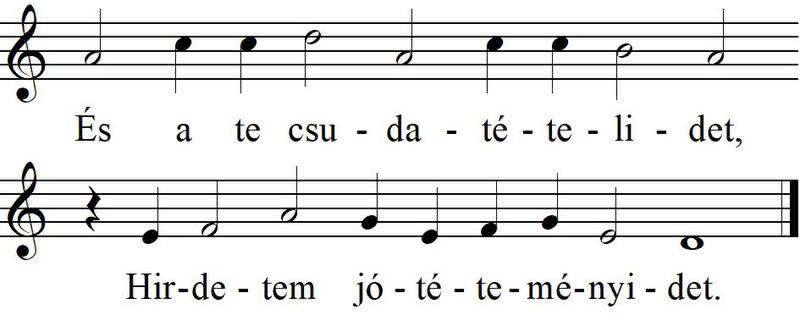 És a te csu - da - té - te - li - det,
Hir-de - tem jó - té - te - mé-nyi - det.